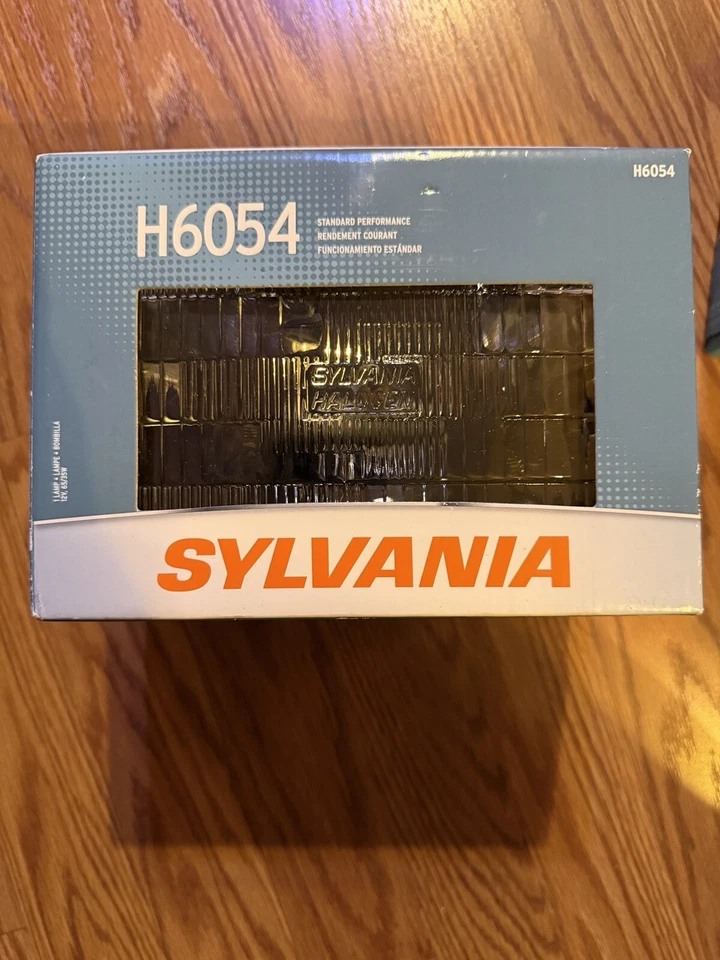 H6054
H6054
STANDARD PERFORMANCE
RENDEMENT COURANT
FUNCIONAMIENTO ESTÁNDAR
SYLVANIA
HALOGEN
1 LAMP • LAMPE • BOMBILLA
12V, 65/35W
SYLVANIA